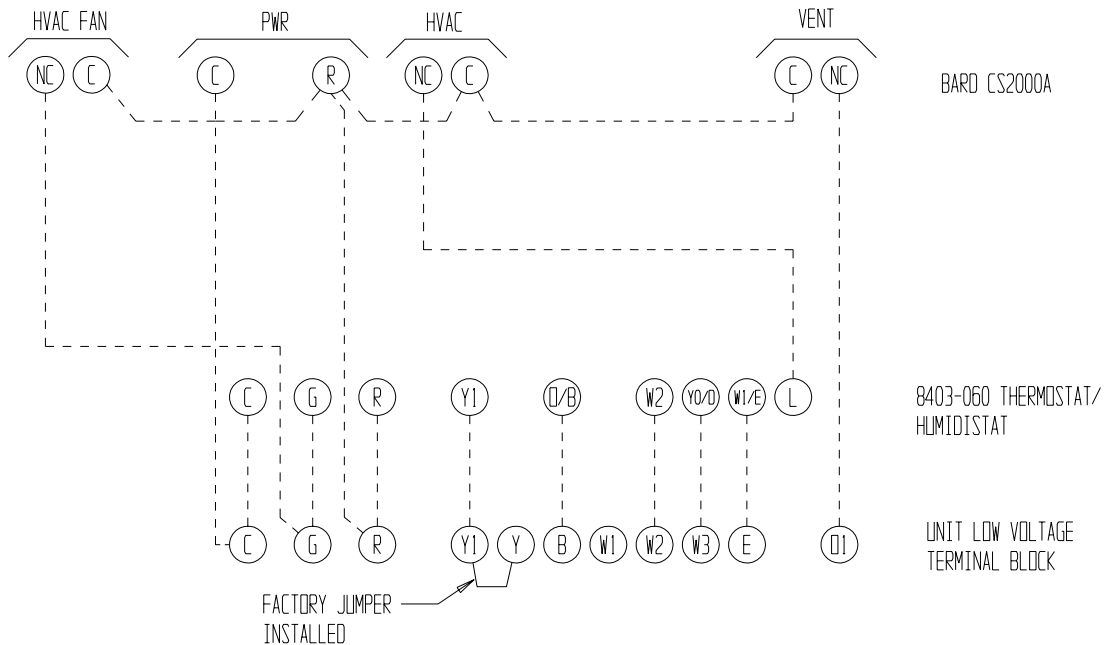 HVAC FAN PWR HVAC VENT
NC C C R NC C C NC
BARD CS2000A
C G R Y1 O/B W2 YO/D W1/E L
8403-060 THERMOSTAT/
HUMIDISTAT
C G R Y1 Y B W1 W2 W3 E O1
UNIT LOW VOLTAGE
TERMINAL BLOCK
FACTORY JUMPER
INSTALLED